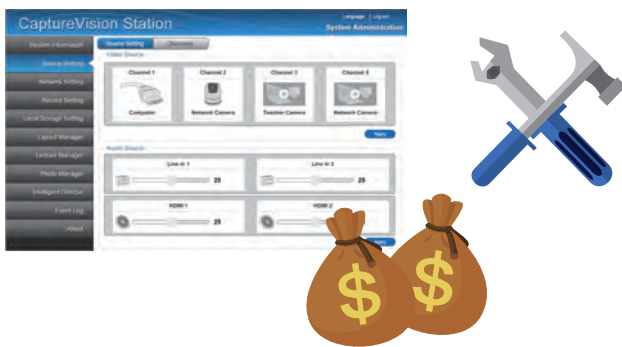 CaptureVision Station
Language | Logout
System Administration
System Information
Source Setting
Network Setting
Record Setting
Local Storage Setting
Layout Manager
Lecture Manager
Photo Manager
Intelligent Director
Event Log
About
Source Setting
Discovery
Video Source
Channel 1
Channel 2
Channel 3
Computer
Network Camera
Teacher Camera
Network Camera
Apply
Audio Source
Line In 1
Line In 2
25
25
HDMI 1
HDMI 2
25
Apply
$
$